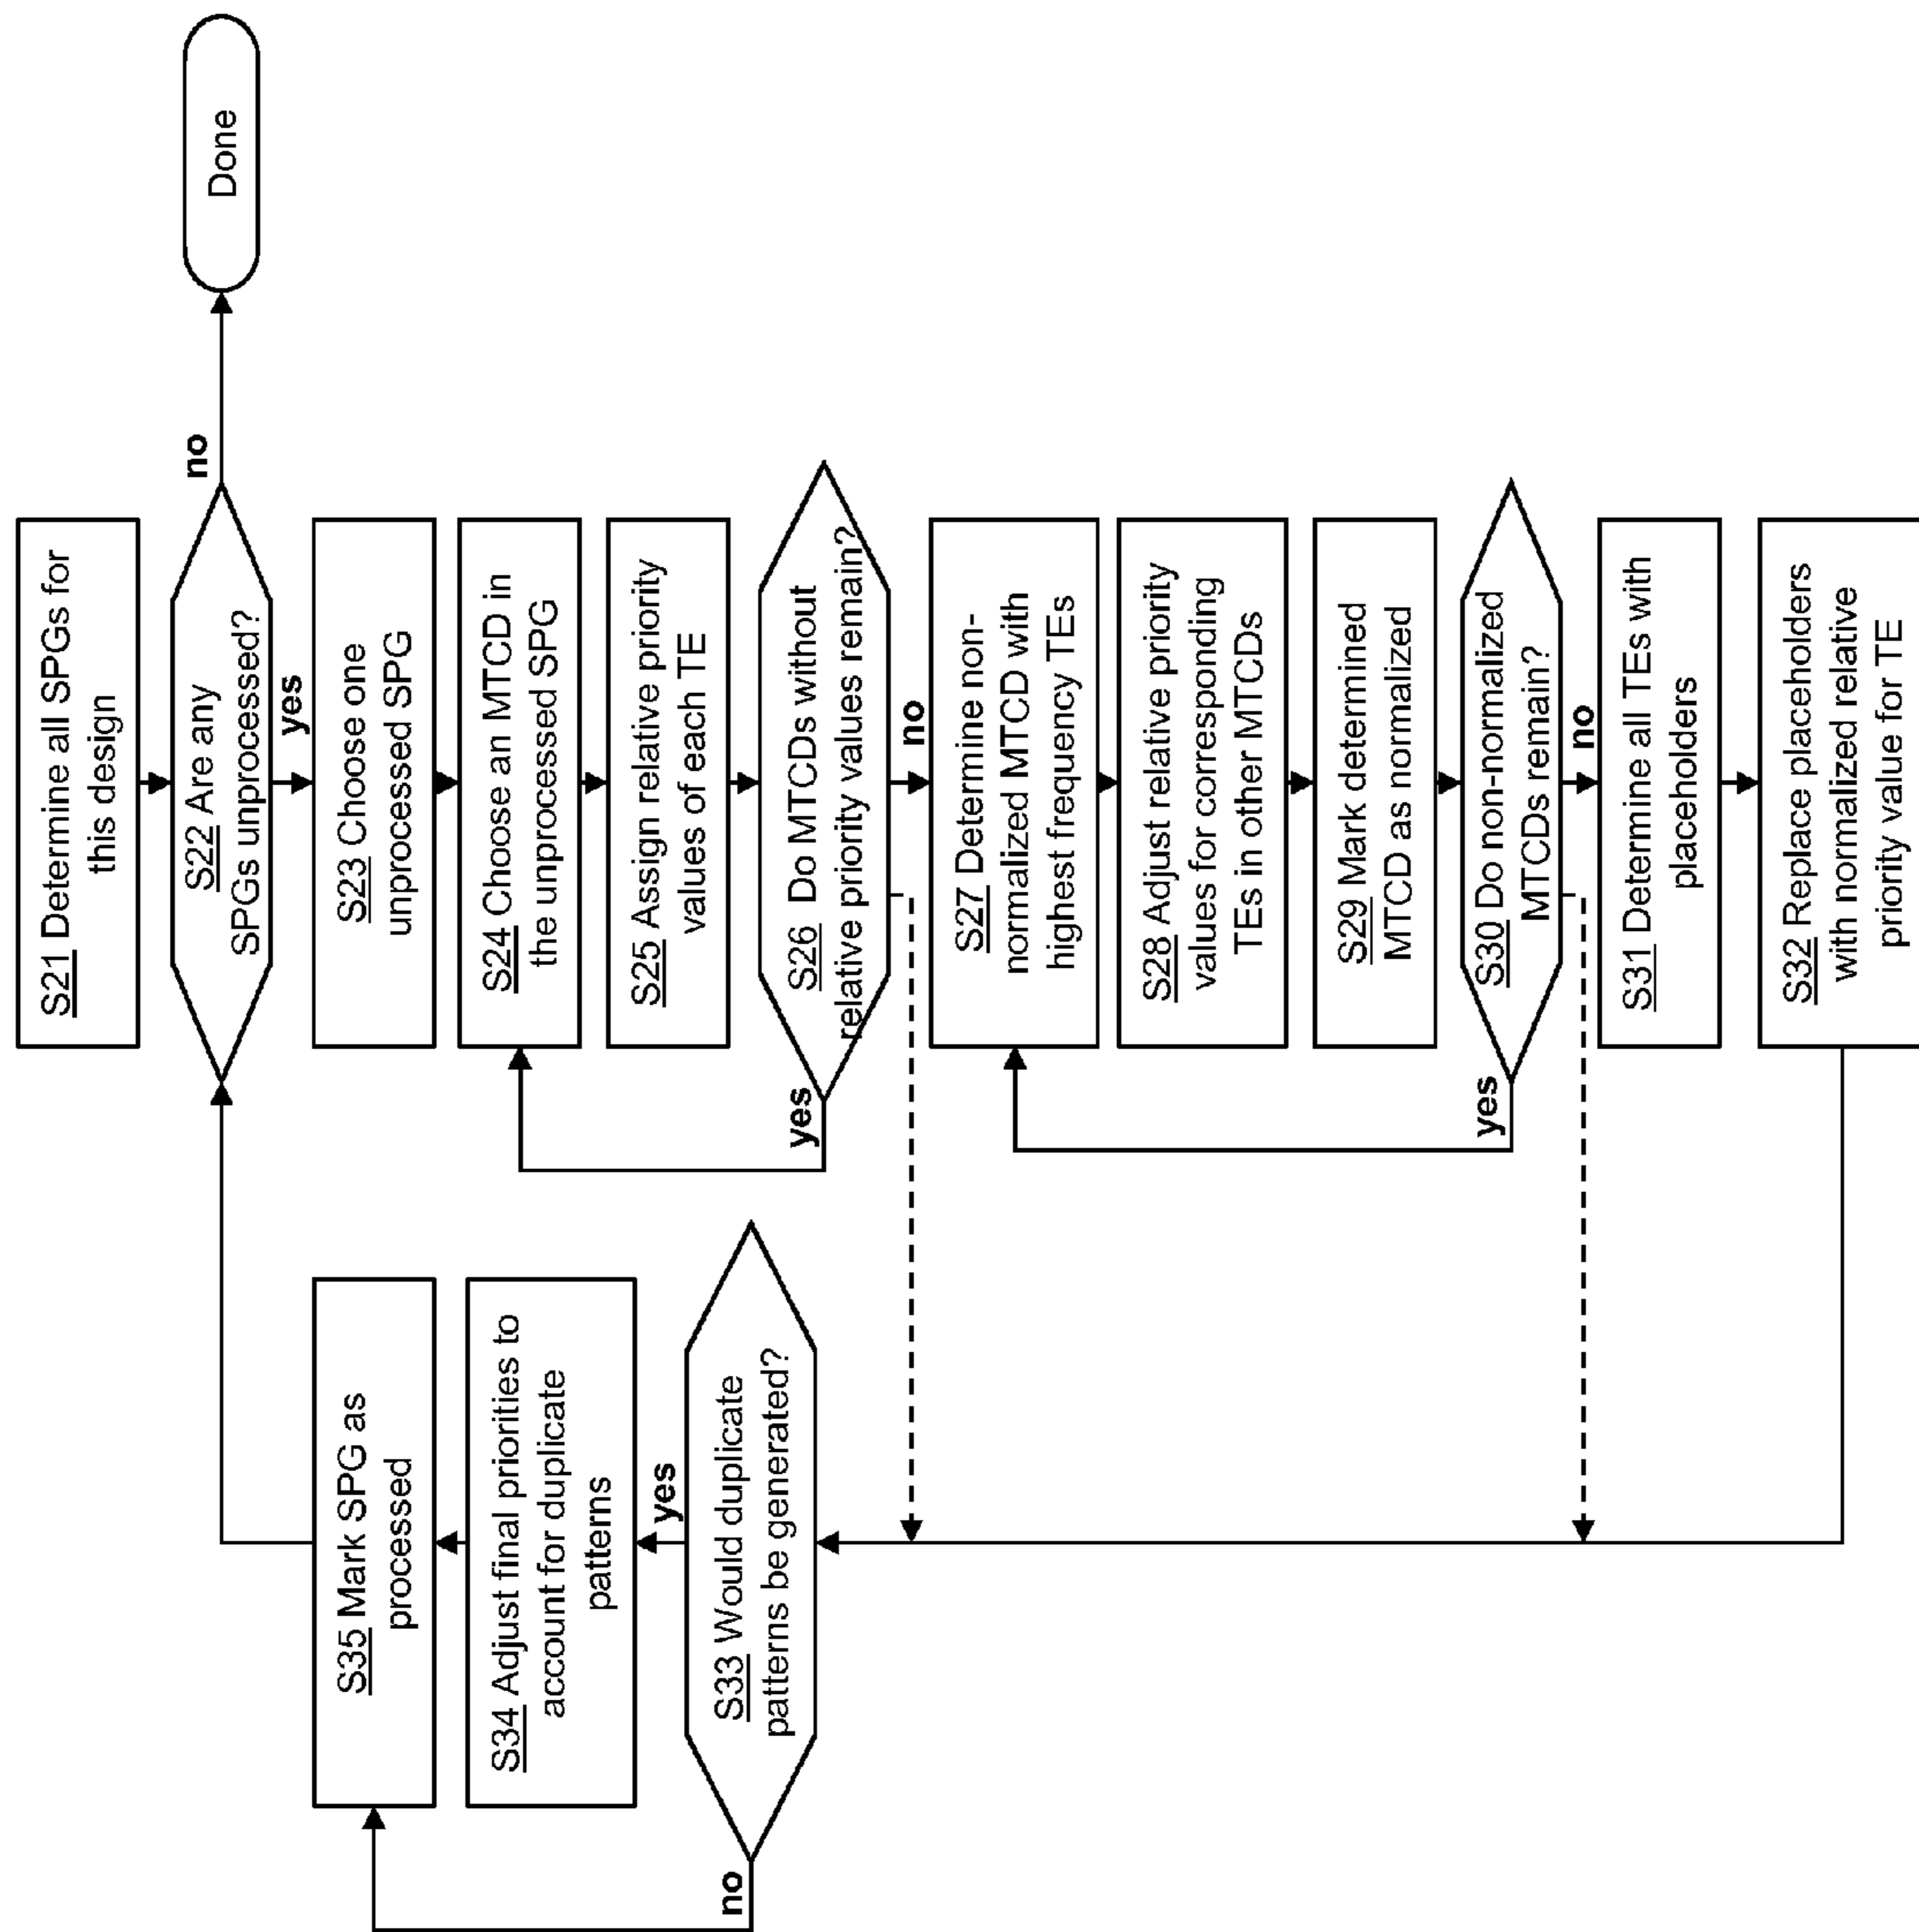 S21 Determine all SPGs for
this design
S22 Are any
SPGs unprocessed?
no
Done
yes
S23 Choose one
unprocessed SPG
S24 Choose an MTCD in
the unprocessed SPG
S25 Assign relative priority
values of each TE
S26 Do MTCDs without
relative priority values remain?
yes
no
S27 Determine non-
normalized MTCD with
highest frequency TEs
S28 Adjust relative priority
values for corresponding
TEs in other MTCDs
S29 Mark determined
MTCD as normalized
S30 Do non-normalized
MTCDs remain?
yes
no
S31 Determine all TEs with
placeholders
S32 Replace placeholders
with normalized relative
priority value for TE
S33 Would duplicate
patterns be generated?
no
yes
S34 Adjust final priorities to
account for duplicate
patterns
S35 Mark SPG as
processed